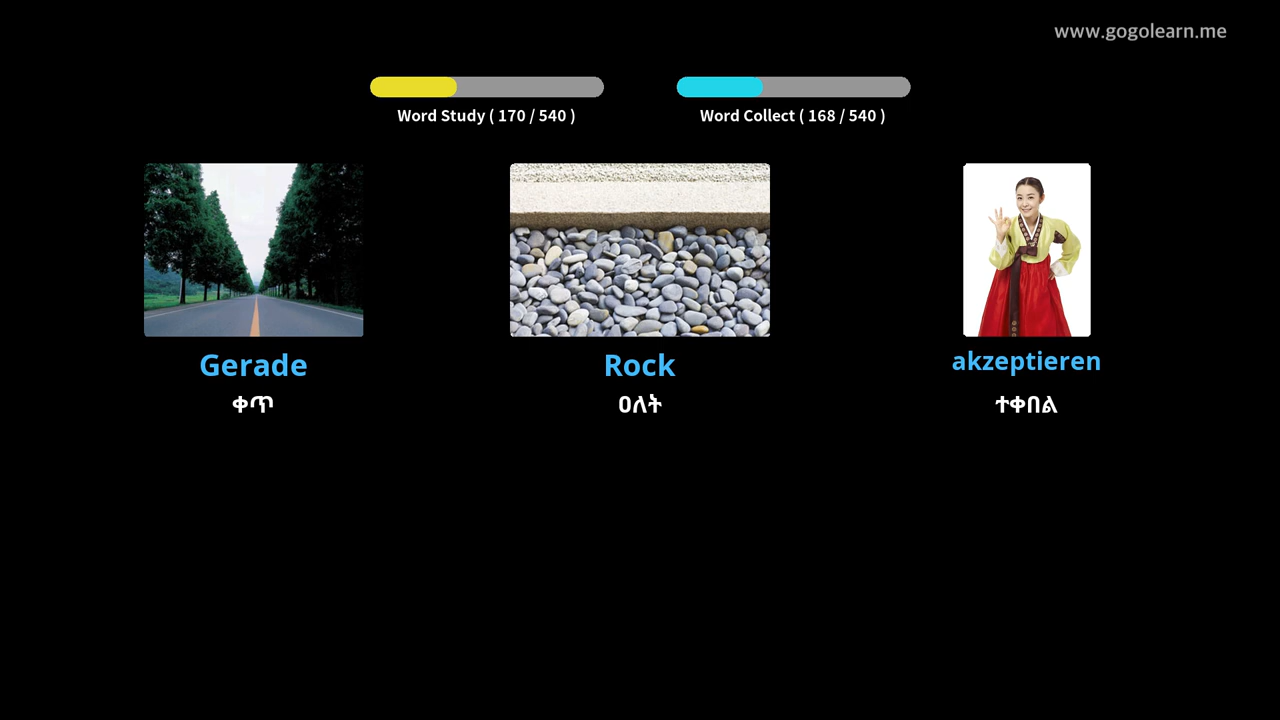 www.gogolearn.me
Word Study ( 170 / 540 )
Word Collect ( 168 / 540 )
Gerade
Rock
akzeptieren
ቀጥ
ዐለት
ተቀበል